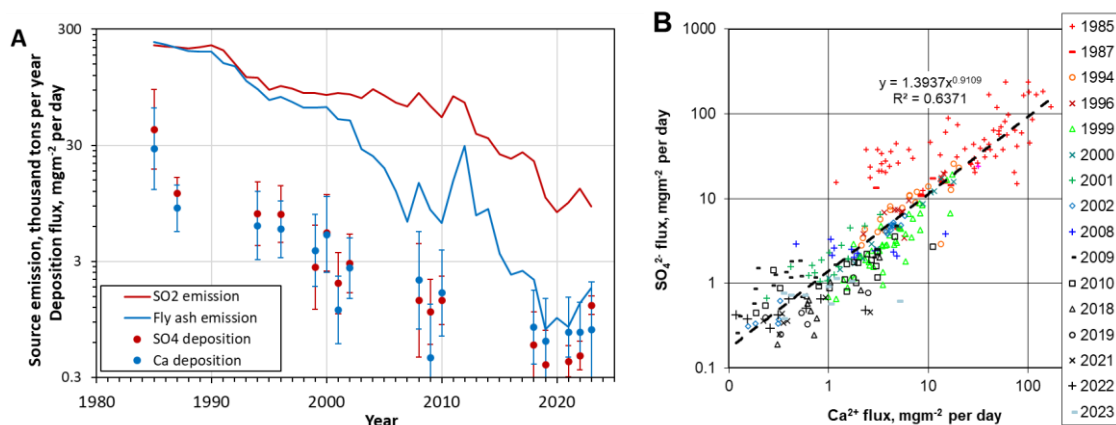 A
Source emission, thousand tons per year
Deposition flux, mgm-2 per day
300
30
3
0.3
1980
1990
2000
2010
2020
Year
SO2 emission
Fly ash emission
SO4 deposition
Ca deposition
B
SO₄²⁻ flux, mgm⁻² per day
1000
100
10
1
0.1
y = 1.3937x^0.9109
R² = 0.6371
0
1
10
100
Ca²⁺ flux, mgm⁻² per day
1985
1987
1994
1996
1999
2000
2001
2002
2008
2009
2010
2018
2019
2021
2022
2023